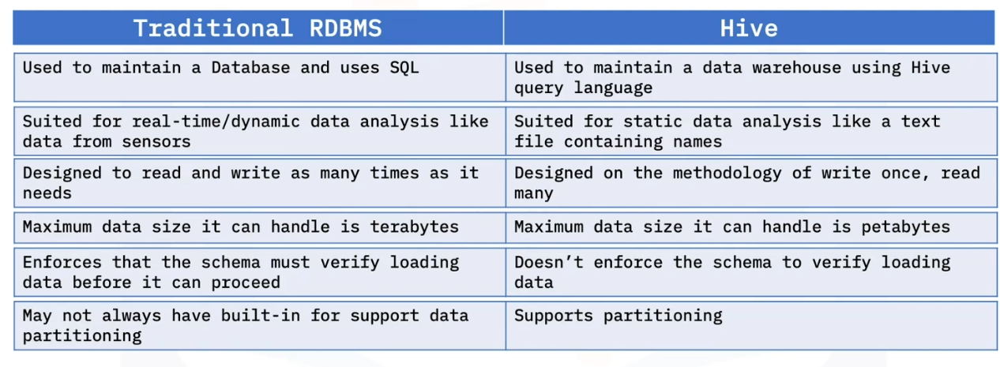 Traditional RDBMS
Hive
Used to maintain a Database and uses SQL
Used to maintain a data warehouse using Hive
query language
Suited for real-time/dynamic data analysis like
data from sensors
Suited for static data analysis like a text
file containing names
Designed to read and write as many times as it
needs
Designed on the methodology of write once, read
many
Maximum data size it can handle is terabytes
Maximum data size it can handle is petabytes
Enforces that the schema must verify loading
data before it can proceed
Doesn’t enforce the schema to verify loading
data
May not always have built-in for support data
partitioning
Supports partitioning